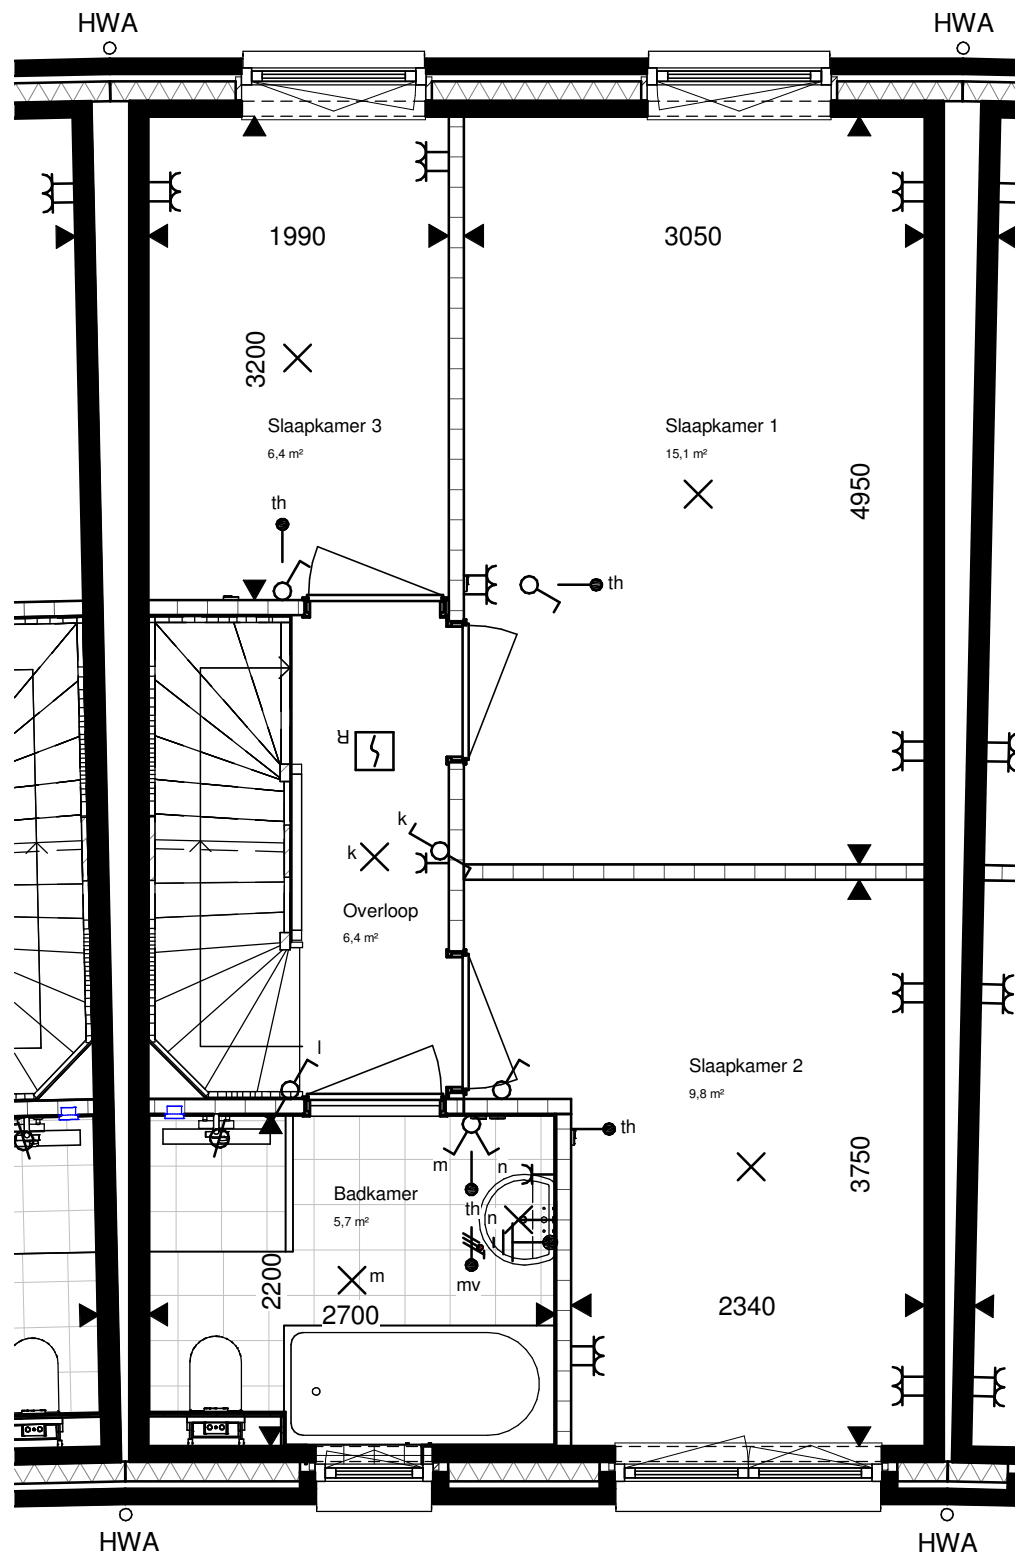 HWA
HWA
1990
3050
3200
Slaapkamer 3
6,4 m²
Slaapkamer 1
15,1 m²
4950
th
th
R
k
k
Overloop
6,4 m²
l
Slaapkamer 2
9,8 m²
th
m
n
3750
Badkamer
5,7 m²
th
n
l
mv
m
2200
2700
2340
HWA
HWA